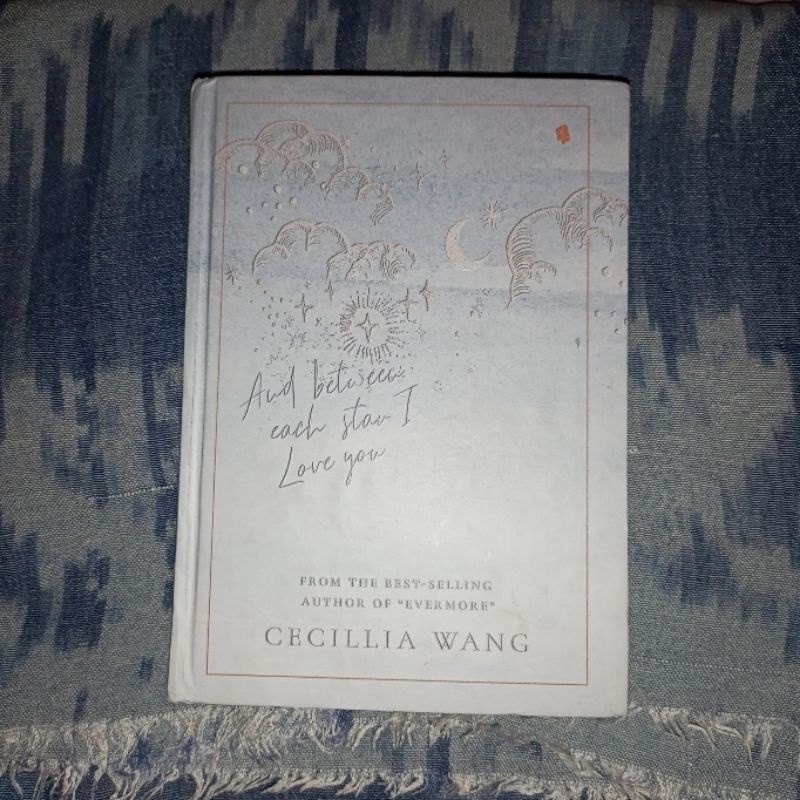 And between
each star I
Love you
FROM THE BEST-SELLING
AUTHOR OF "EVERMORE"
CECILLIA WANG